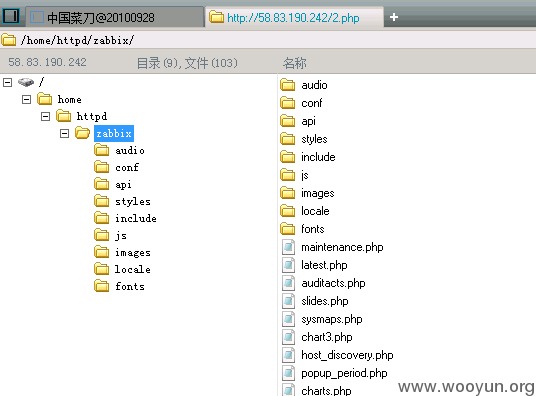 中国菜刀@20100928
http://58.83.190.242/2.php
/home/httpd/zabbix/
58.83.190.242 目录(9),文件(103) 名称
/
home
httpd
zabbix
audio
conf
api
styles
include
js
images
locale
fonts
audio
conf
api
styles
include
js
images
locale
fonts
maintenance.php
latest.php
auditacts.php
slides.php
sysmaps.php
chart3.php
host_discovery.php
popup_period.php
charts.php
www.wooyun.org